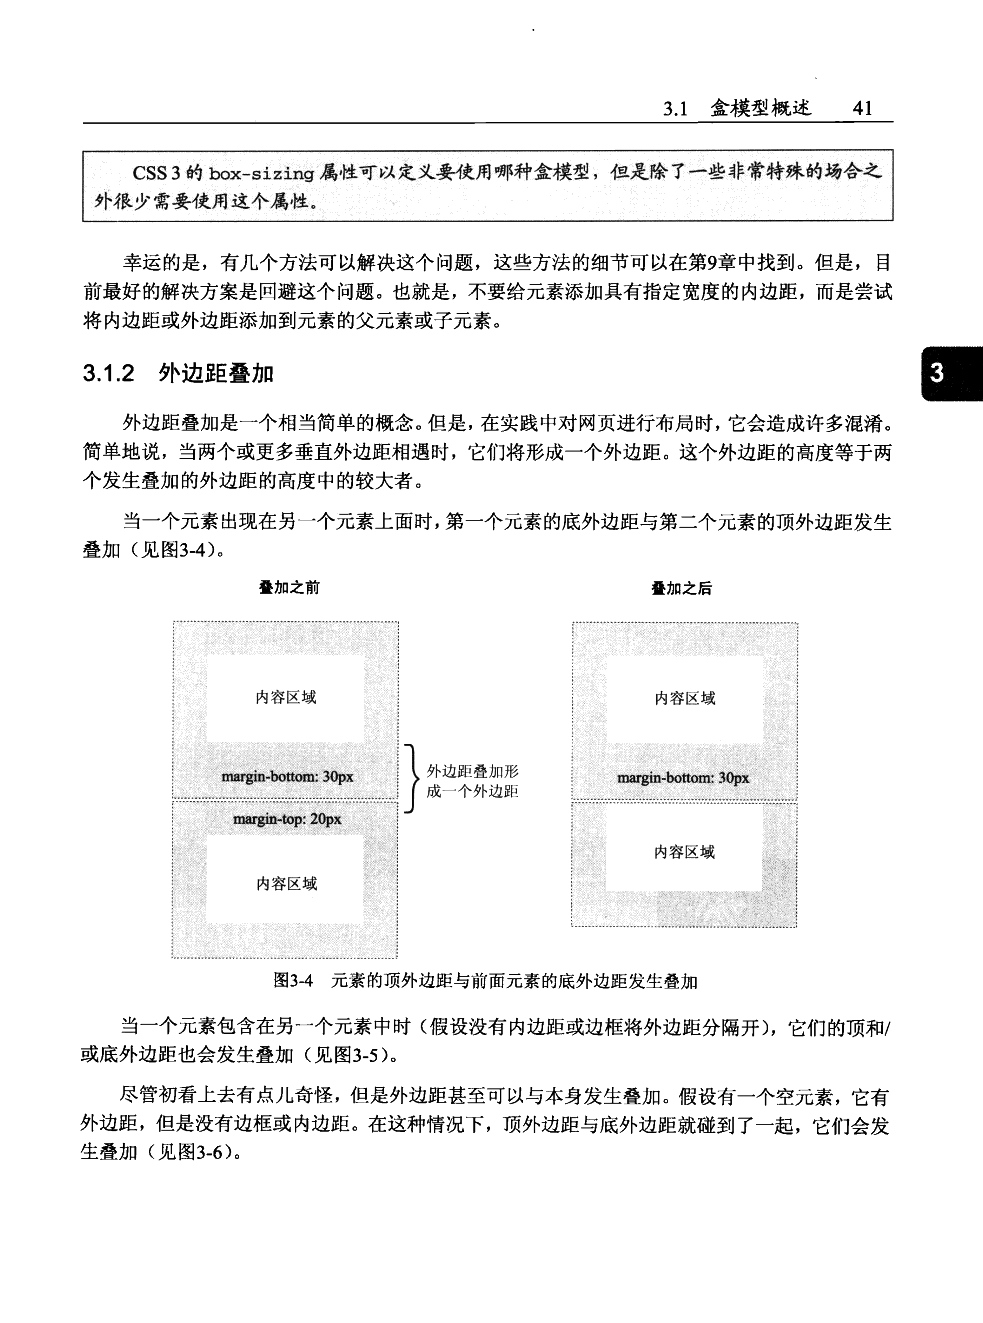 3.1 盒模型概述 41
CSS 3 的 box-sizing 属性可以定义要使用哪种盒模型，但是除了一些非常特殊的场合之
外很少需要使用这个属性。
幸运的是，有几个方法可以解决这个问题，这些方法的细节可以在第9章中找到。但是，目
前最好的解决方案是回避这个问题。也就是，不要给元素添加具有指定宽度的内边距，而是尝试
将内边距或外边距添加到元素的父元素或子元素。
3.1.2 外边距叠加
3
外边距叠加是一个相当简单的概念。但是，在实践中对网页进行布局时，它会造成许多混淆。
简单地说，当两个或更多垂直外边距相遇时，它们将形成一个外边距。这个外边距的高度等于两
个发生叠加的外边距的高度中的较大者。
当一个元素出现在另一个元素上面时，第一个元素的底外边距与第二个元素的顶外边距发生
叠加（见图3-4）。
叠加之前
叠加之后
内容区域
margin-bottom: 30px
margin-top: 20px
内容区域
外边距叠加形
成一个外边距
内容区域
margin-bottom: 30px
内容区域
图3-4 元素的顶外边距与前面元素的底外边距发生叠加
当一个元素包含在另一个元素中时（假设没有内边距或边框将外边距分隔开），它们的顶和/
或底外边距也会发生叠加（见图3-5）。
尽管初看上去有点儿奇怪，但是外边距甚至可以与本身发生叠加。假设有一个空元素，它有
外边距，但是没有边框或内边距。在这种情况下，顶外边距与底外边距就碰到了一起，它们会发
生叠加（见图3-6）。